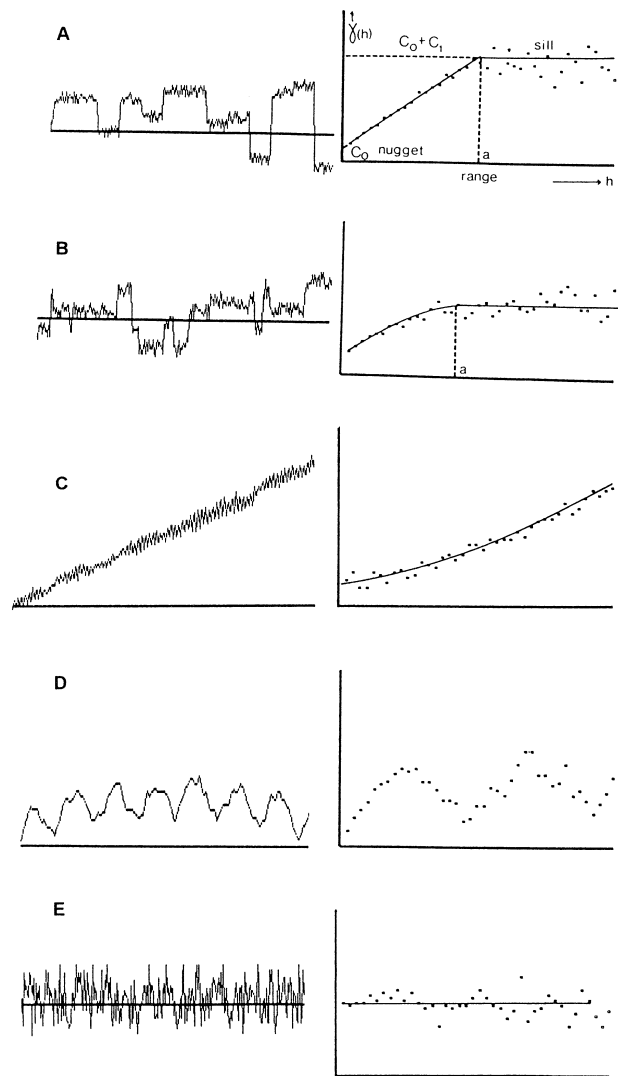 A
γ(h)
C₀ + C₁
sill
C₀ nugget
a
range
h
B
a
C
D
E